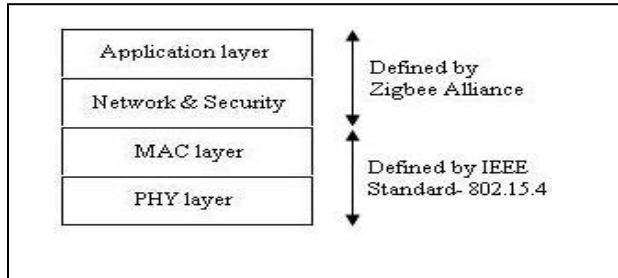 Application layer
Network & Security
MAC layer
PHY layer
Defined by
Zigbee Alliance
Defined by IEEE
Standard- 802.15.4